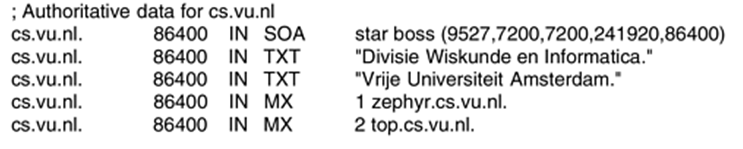 ; Authoritative data for cs.vu.nl
cs.vu.nl. 86400 IN SOA star boss (9527,7200,7200,241920,86400)
cs.vu.nl. 86400 IN TXT "Divisie Wiskunde en Informatica."
cs.vu.nl. 86400 IN TXT "Vrije Universiteit Amsterdam."
cs.vu.nl. 86400 IN MX 1 zephyr.cs.vu.nl.
cs.vu.nl. 86400 IN MX 2 top.cs.vu.nl.